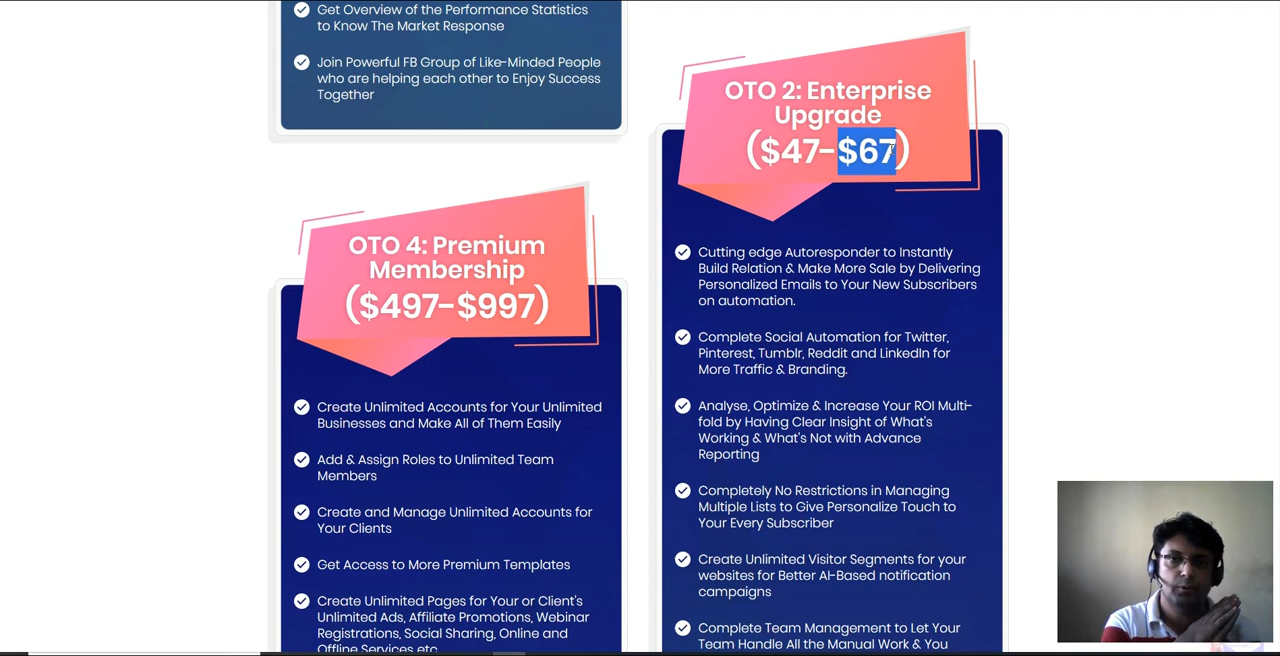 Get Overview of the Performance Statistics
to Know The Market Response
Join Powerful FB Group of Like-Minded People
who are helping each other to Enjoy Success
Together
OTO 4: Premium
Membership
($497-$997)
Create Unlimited Accounts for Your Unlimited
Businesses and Make All of Them Easily
Add & Assign Roles to Unlimited Team
Members
Create and Manage Unlimited Accounts for
Your Clients
Get Access to More Premium Templates
Create Unlimited Pages for Your or Client's
Unlimited Ads, Affiliate Promotions, Webinar
Registrations, Social Sharing, Online and
Offline Services etc
OTO 2: Enterprise
Upgrade
($47-$67)
Cutting edge Autoresponder to Instantly
Build Relation & Make More Sale by Delivering
Personalized Emails to Your New Subscribers
on automation.
Complete Social Automation for Twitter,
Pinterest, Tumblr, Reddit and LinkedIn for
More Traffic & Branding.
Analyse, Optimize & Increase Your ROI Multi-
fold by Having Clear Insight of What's
Working & What's Not with Advance
Reporting
Completely No Restrictions in Managing
Multiple Lists to Give Personalize Touch to
Your Every Subscriber
Create Unlimited Visitor Segments for your
websites for Better AI-Based notification
campaigns
Complete Team Management to Let Your
Team Handle All the Manual Work & You